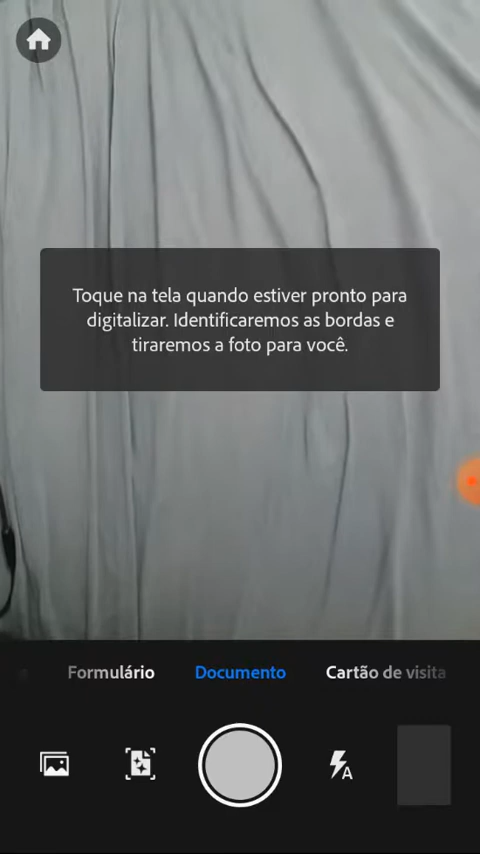 Toque na tela quando estiver pronto para
digitalizar. Identificaremos as bordas e
tiraremos a foto para você.
Formulário Documento Cartão de visita
A